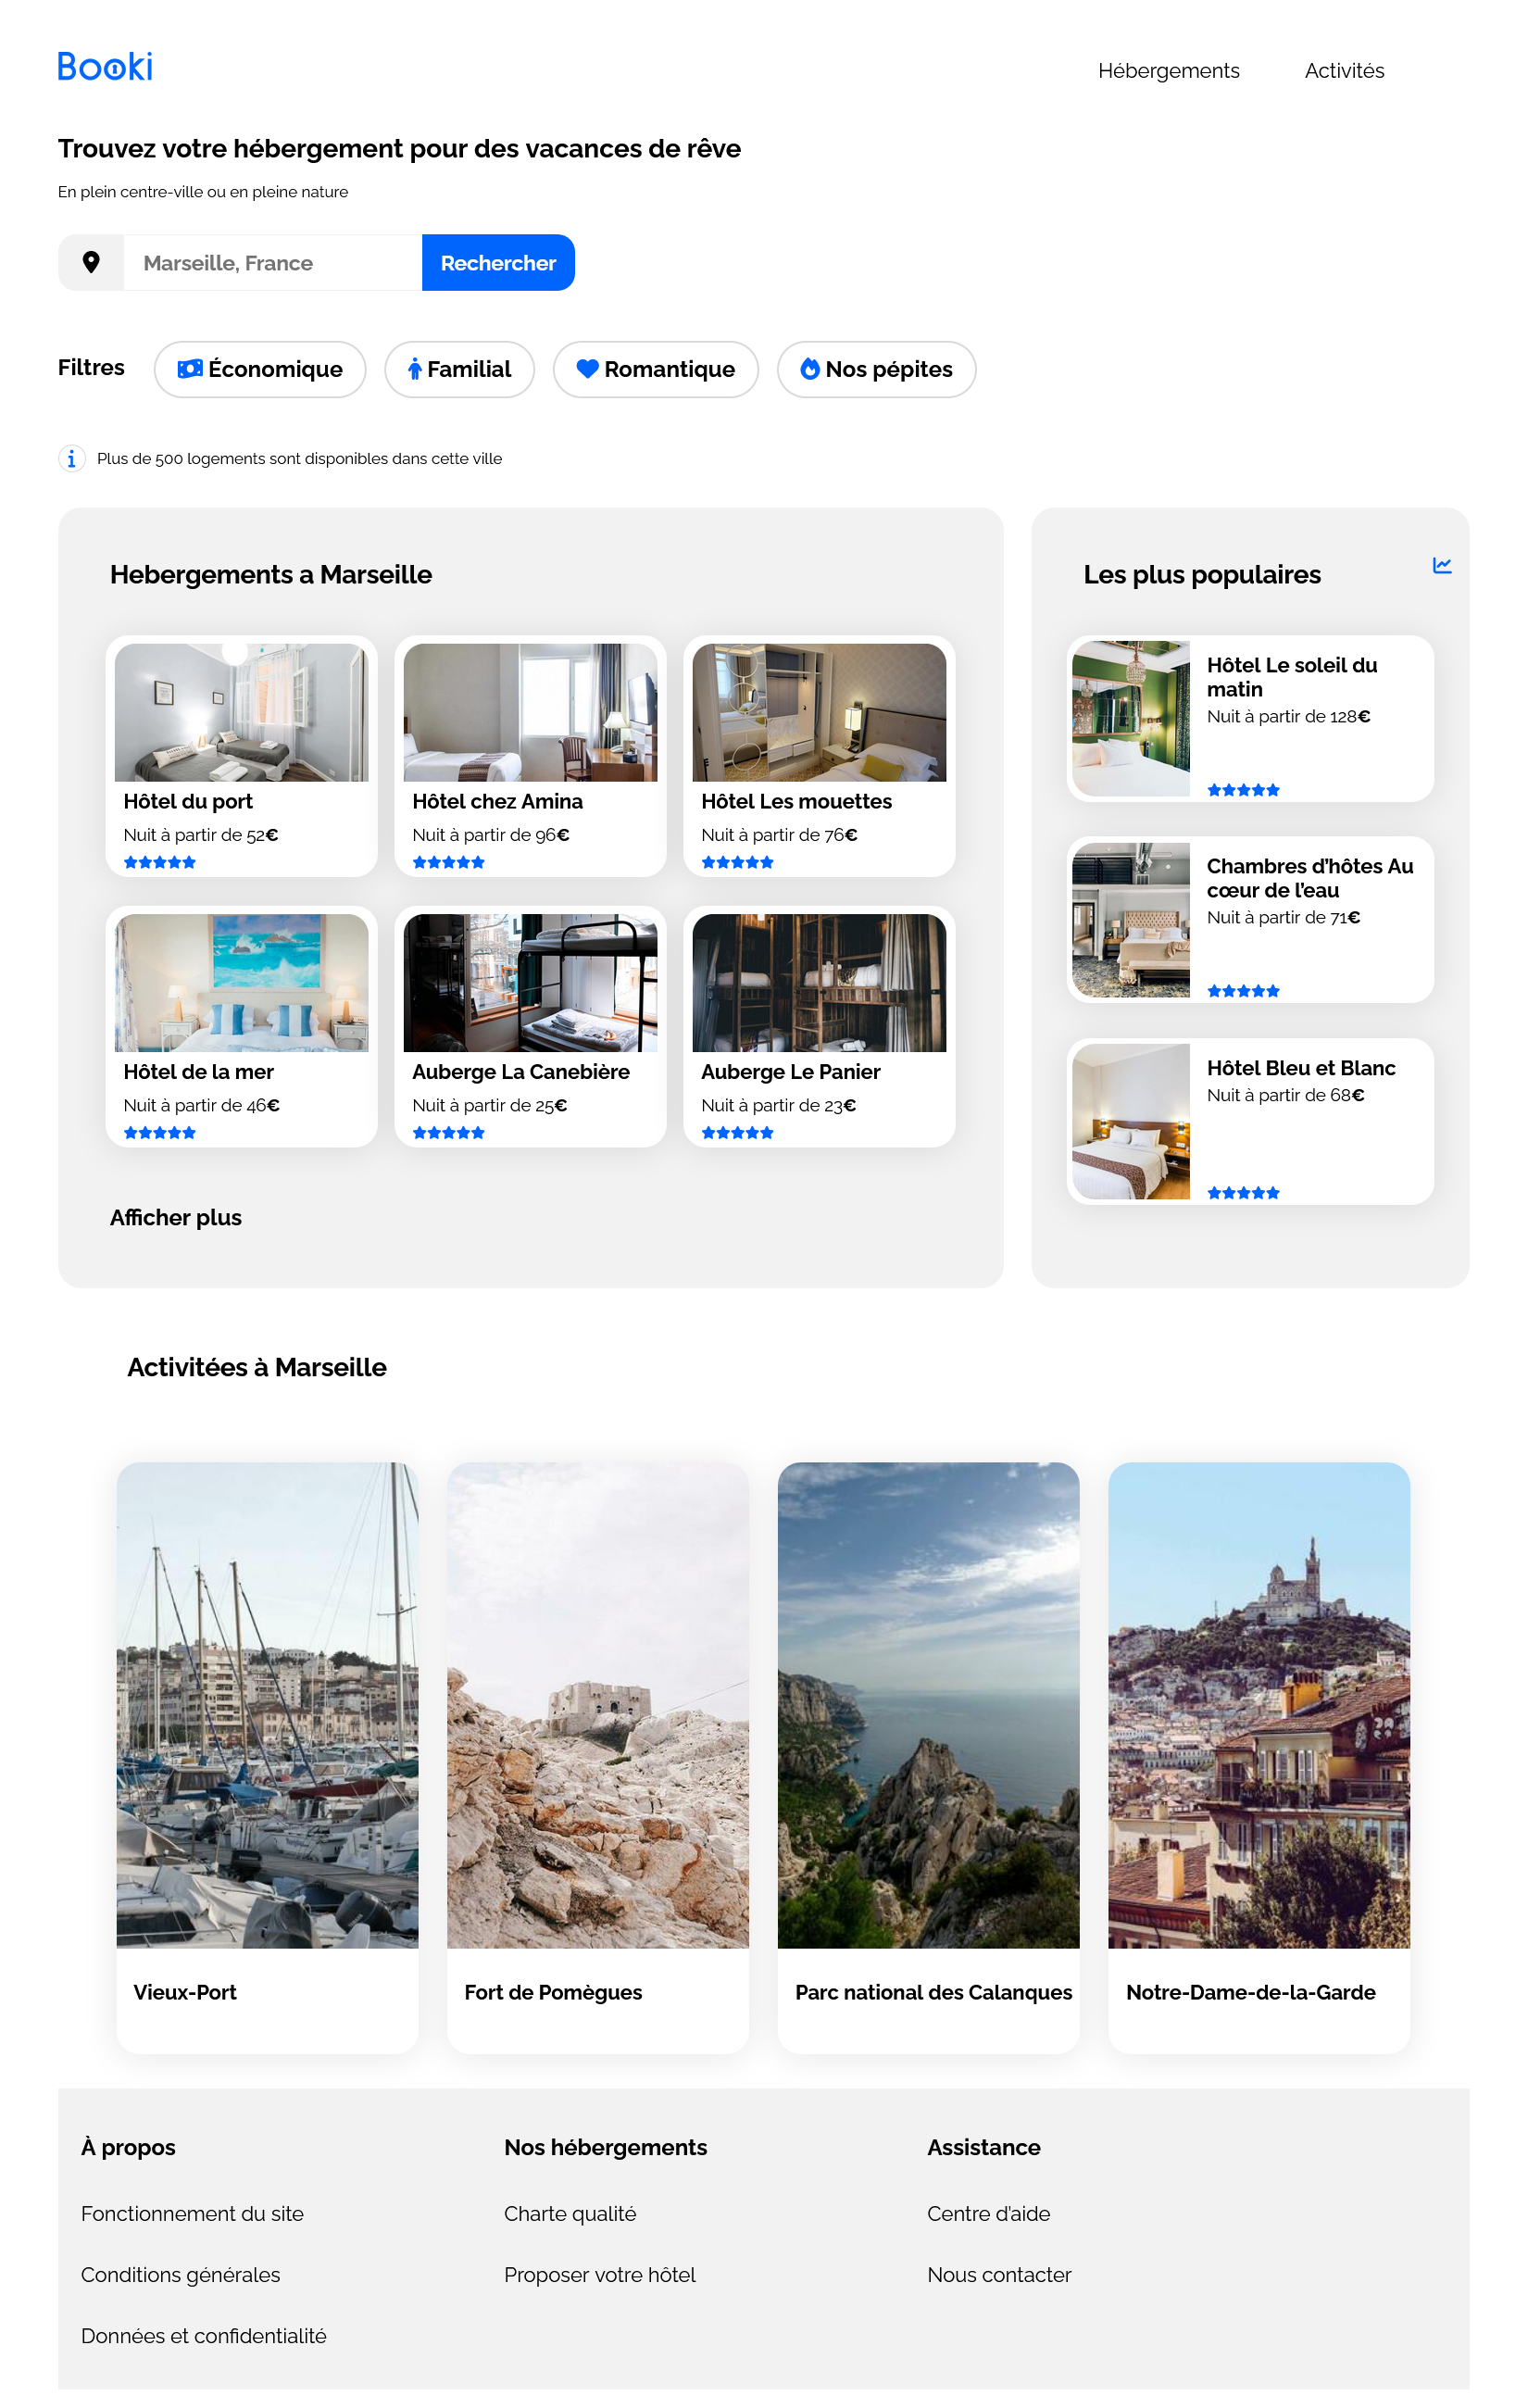 Booki
Hébergements
Activités
Trouvez votre hébergement pour des vacances de rêve
En plein centre-ville ou en pleine nature
Marseille, France
Rechercher
Filtres
Économique
Familial
Romantique
Nos pépites
Plus de 500 logements sont disponibles dans cette ville
Hebergements a Marseille
Hôtel du port
Nuit à partir de 52€
Hôtel chez Amina
Nuit à partir de 96€
Hôtel Les mouettes
Nuit à partir de 76€
Hôtel de la mer
Nuit à partir de 46€
Auberge La Canebière
Nuit à partir de 25€
Auberge Le Panier
Nuit à partir de 23€
Afficher plus
Les plus populaires
Hôtel Le soleil du
matin
Nuit à partir de 128€
Chambres d'hôtes Au
cœur de l'eau
Nuit à partir de 71€
Hôtel Bleu et Blanc
Nuit à partir de 68€
Activitées à Marseille
Vieux-Port
Fort de Pomègues
Parc national des Calanques
Notre-Dame-de-la-Garde
À propos
Fonctionnement du site
Conditions générales
Données et confidentialité
Nos hébergements
Charte qualité
Proposer votre hôtel
Assistance
Centre d'aide
Nous contacter